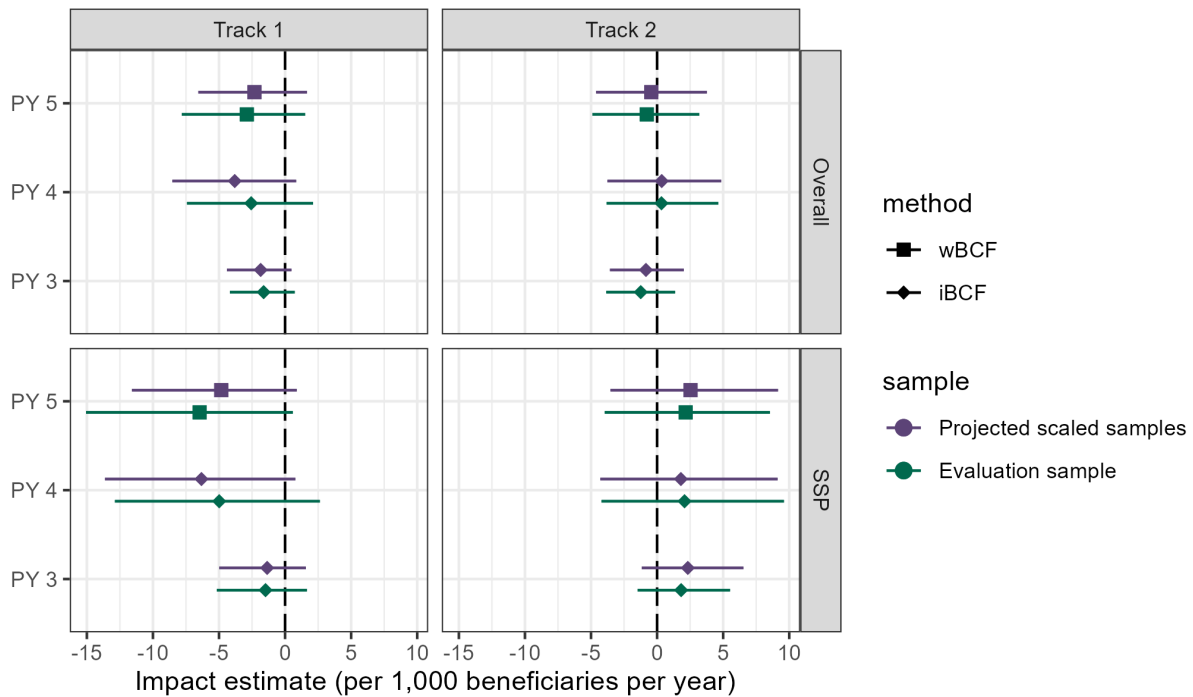 Track 1
Track 2
PY 5
PY 4
PY 3
Overall
PY 5
PY 4
PY 3
SSP
-15 -10 -5 0 5 10
-15 -10 -5 0 5 10
Impact estimate (per 1,000 beneficiaries per year)
method
wBCF
iBCF
sample
Projected scaled samples
Evaluation sample